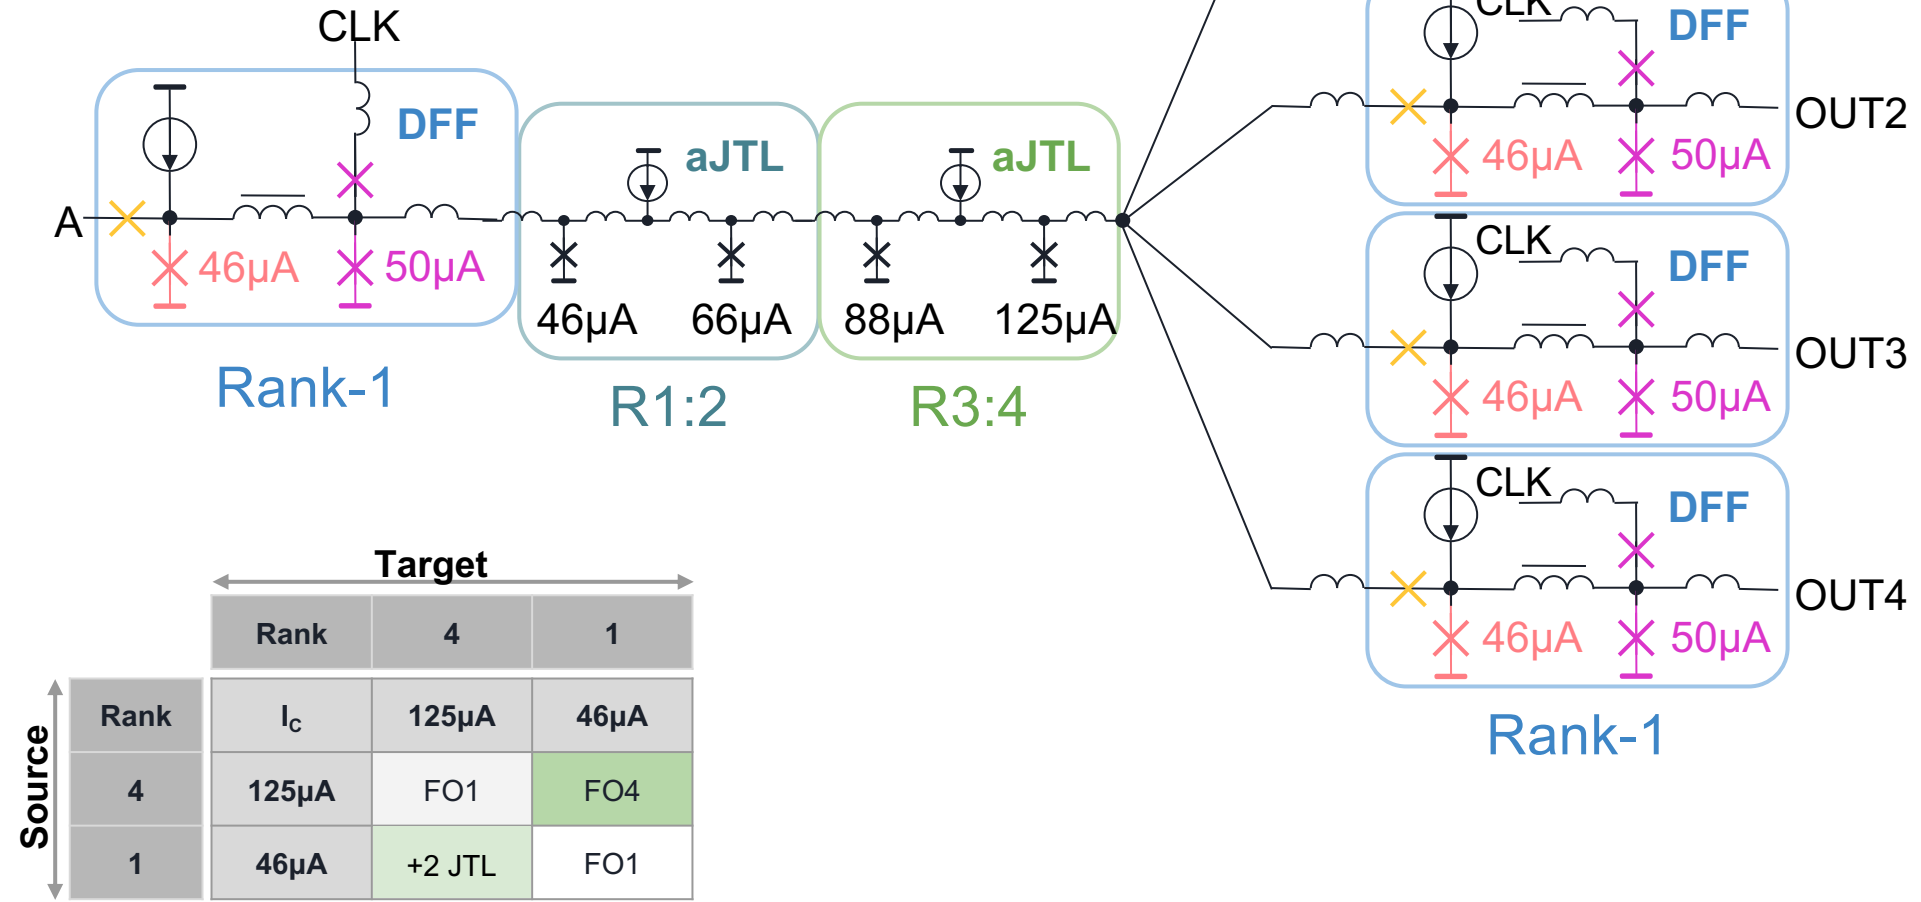 CLK
DFF
A
46µA
50µA
Rank-1
aJTL
46µA
66µA
R1:2
aJTL
88µA
125µA
R3:4
CLK
DFF
46µA
50µA
OUT2
CLK
DFF
46µA
50µA
OUT3
CLK
DFF
46µA
50µA
OUT4
Rank-1
Target
Rank 4 1
Source
Rank IC 125µA 46µA
4 125µA FO1 FO4
1 46µA +2 JTL FO1